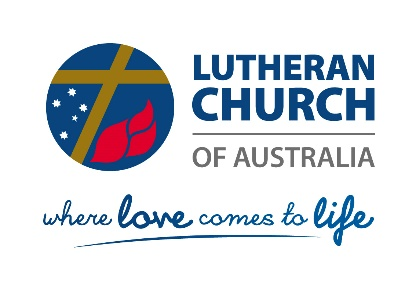 LUTHERAN
CHURCH
OF AUSTRALIA
where love comes to life